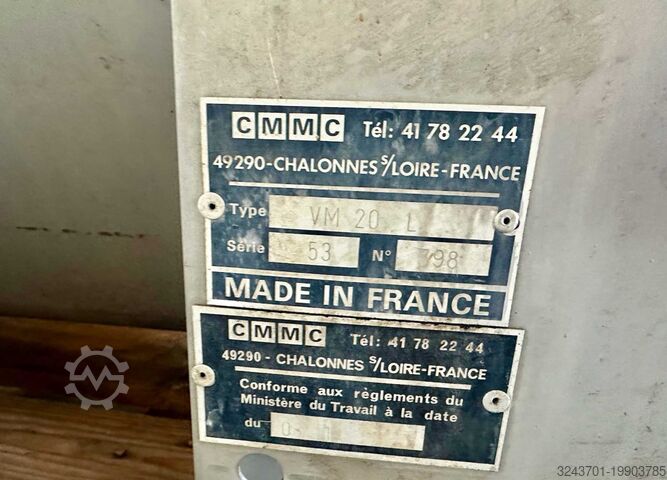 CMMC Tél: 41 78 22 44
49290-CHALONNES S/LOIRE-FRANCE
Type VM 20 L
Série 53 N° 798
MADE IN FRANCE
CMMC Tél: 41 78 22 44
49290 - CHALONNES S/LOIRE-FRANCE
Conforme aux règlements du
Ministère du Travail à la date
du
3243701-19903785